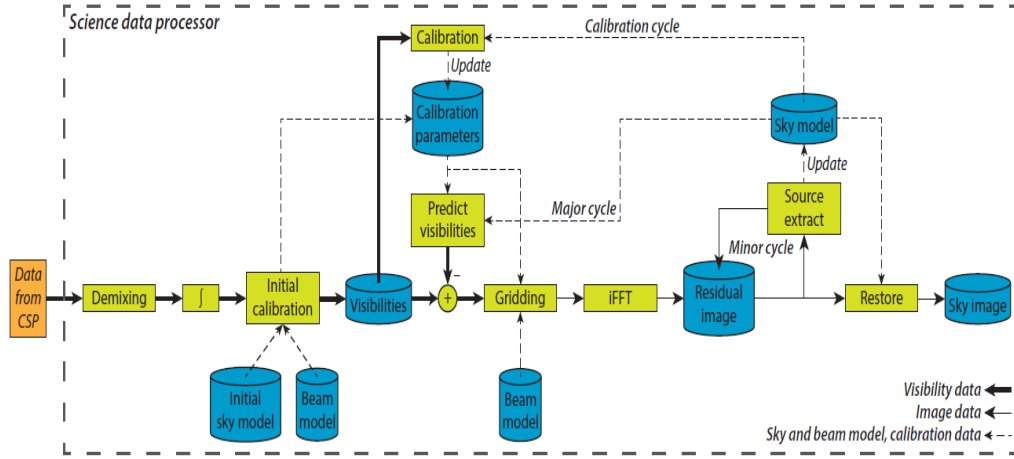 Science data processor
Calibration
Calibration cycle
Update
Calibration
parameters
Sky model
Update
Predict
visibilities
Major cycle
Source
extract
Minor cycle
Data
from
CSP
Demixing
∫
Initial
calibration
Visibilities
−
+
Gridding
iFFT
Residual
image
Restore
Sky image
Initial
sky model
Beam
model
Beam
model
Visibility data
Image data
Sky and beam model, calibration data